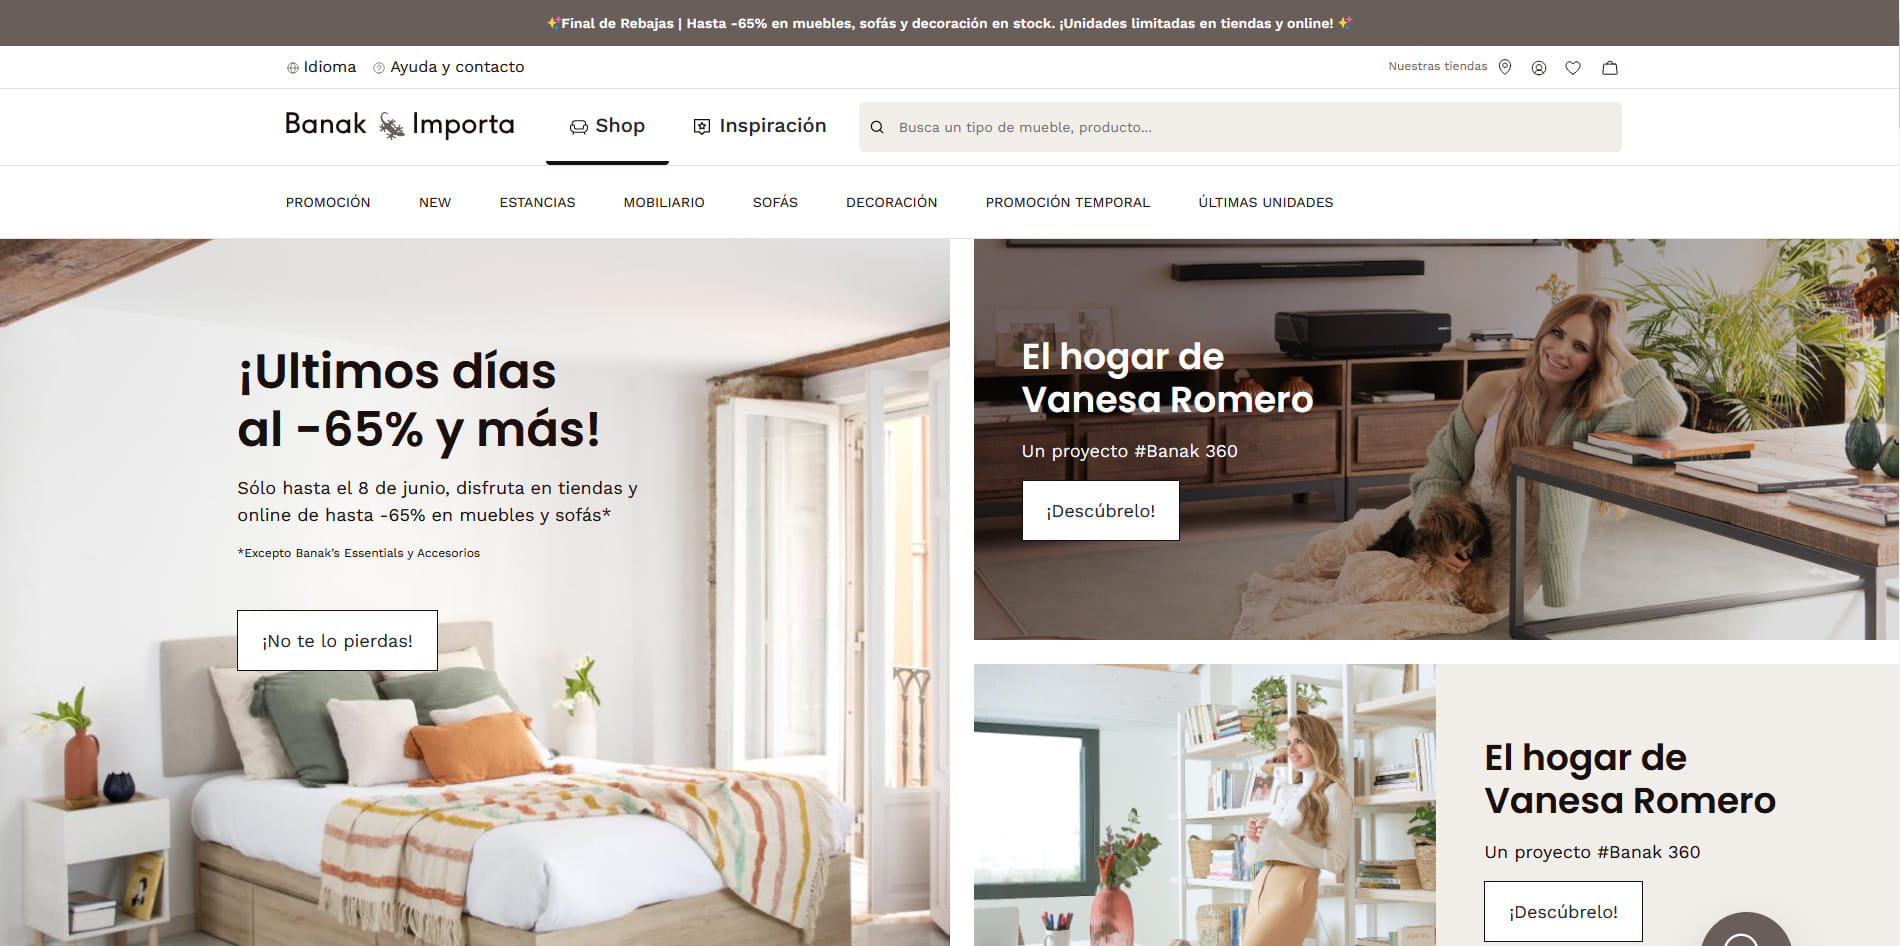 ✨Final de Rebajas | Hasta -65% en muebles, sofás y decoración en stock. ¡Unidades limitadas en tiendas y online! ✨
Idioma
Ayuda y contacto
Nuestras tiendas
Banak Importa
Shop
Inspiración
Busca un tipo de mueble, producto...
PROMOCIÓN
NEW
ESTANCIAS
MOBILIARIO
SOFÁS
DECORACIÓN
PROMOCIÓN TEMPORAL
ÚLTIMAS UNIDADES
¡Ultimos días
al -65% y más!
Sólo hasta el 8 de junio, disfruta en tiendas y
online de hasta -65% en muebles y sofás*
*Excepto Banak's Essentials y Accesorios
¡No te lo pierdas!
El hogar de
Vanesa Romero
Un proyecto #Banak 360
¡Descúbrelo!
El hogar de
Vanesa Romero
Un proyecto #Banak 360
¡Descúbrelo!